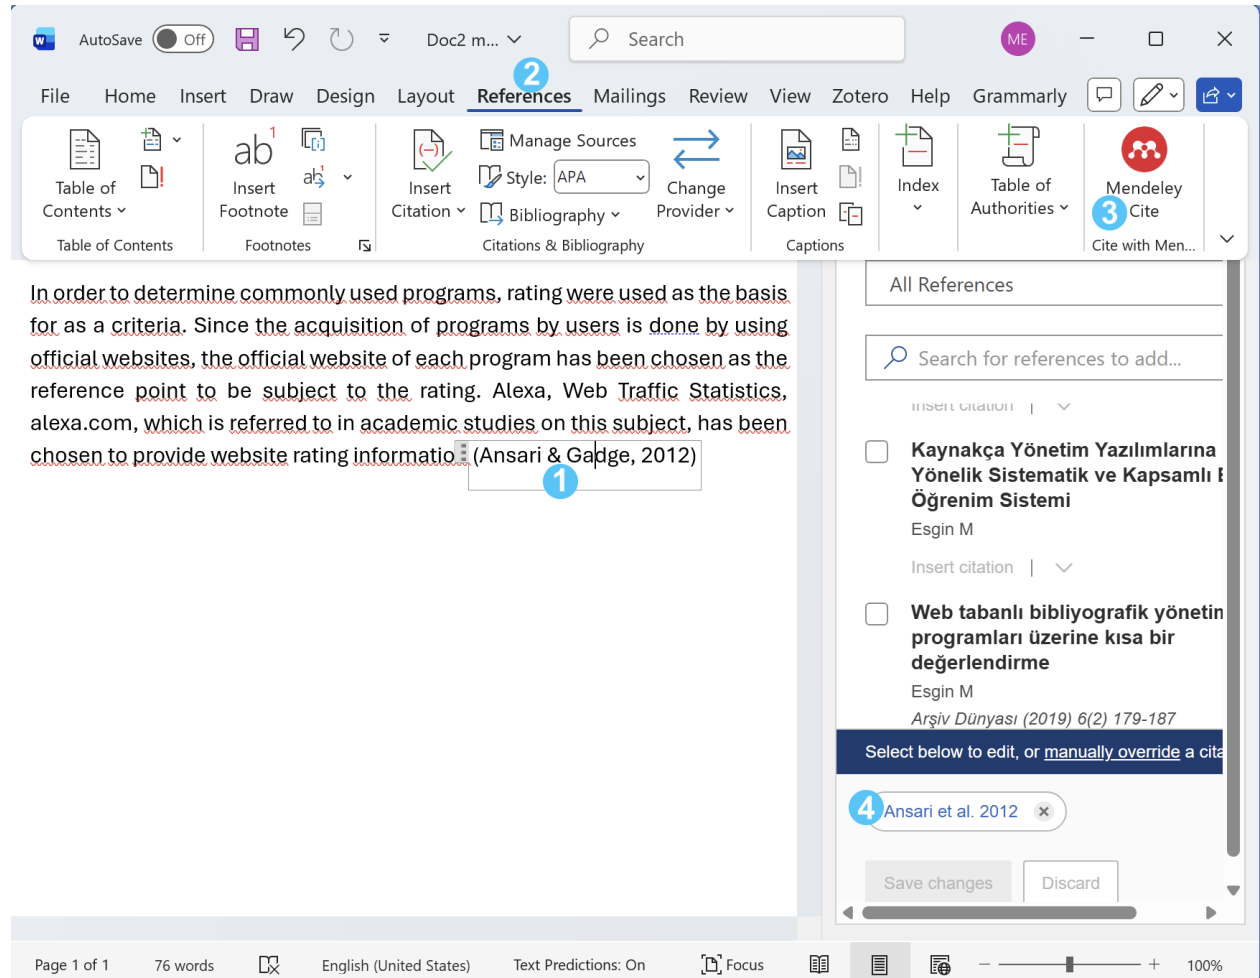 AutoSave Off Doc2 m... Search ME
2
File Home Insert Draw Design Layout References Mailings Review View Zotero Help Grammarly
Table of Contents
Table of Contents
ab1
Insert Footnote
ab1
Footnotes
Insert Citation
Manage Sources
Style: APA
Bibliography
Citations & Bibliography
Change Provider
Insert Caption
Captions
Index
Table of Authorities
Mendeley Cite
3
Cite with Men...
In order to determine commonly used programs, rating were used as the basis
for as a criteria. Since the acquisition of programs by users is done by using
official websites, the official website of each program has been chosen as the
reference point to be subject to the rating. Alexa, Web Traffic Statistics,
alexa.com, which is referred to in academic studies on this subject, has been
chosen to provide website rating informatio (Ansari & Gadge, 2012)
1
All References
Search for references to add...
Insert citation |
Kaynakça Yönetim Yazılımlarına
Yönelik Sistematik ve Kapsamlı
Öğrenim Sistemi
Esgin M
Insert citation |
Web tabanlı bibliyografik yönetim
programları üzerine kısa bir
değerlendirme
Esgin M
Arşiv Dünyası (2019) 6(2) 179-187
Select below to edit, or manually override a cita
4 Ansari et al. 2012
Save changes Discard
Page 1 of 1 76 words English (United States) Text Predictions: On Focus 100%